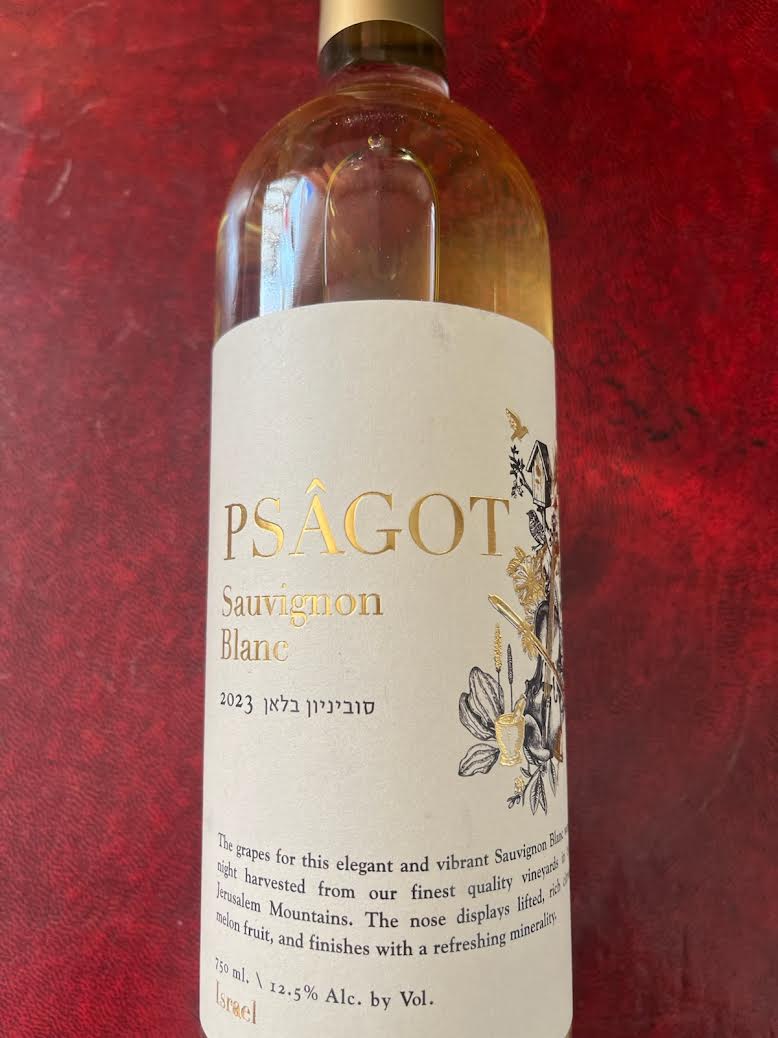 PSÂGOT
Sauvignon
Blanc
2023 סוביניון בלאן
The grapes for this elegant and vibrant Sauvignon Blanc
night harvested from our finest quality vineyards in
Jerusalem Mountains. The nose displays lifted, rich
melon fruit, and finishes with a refreshing minerality.
750 ml. \ 12.5% Alc. by Vol.
Israel